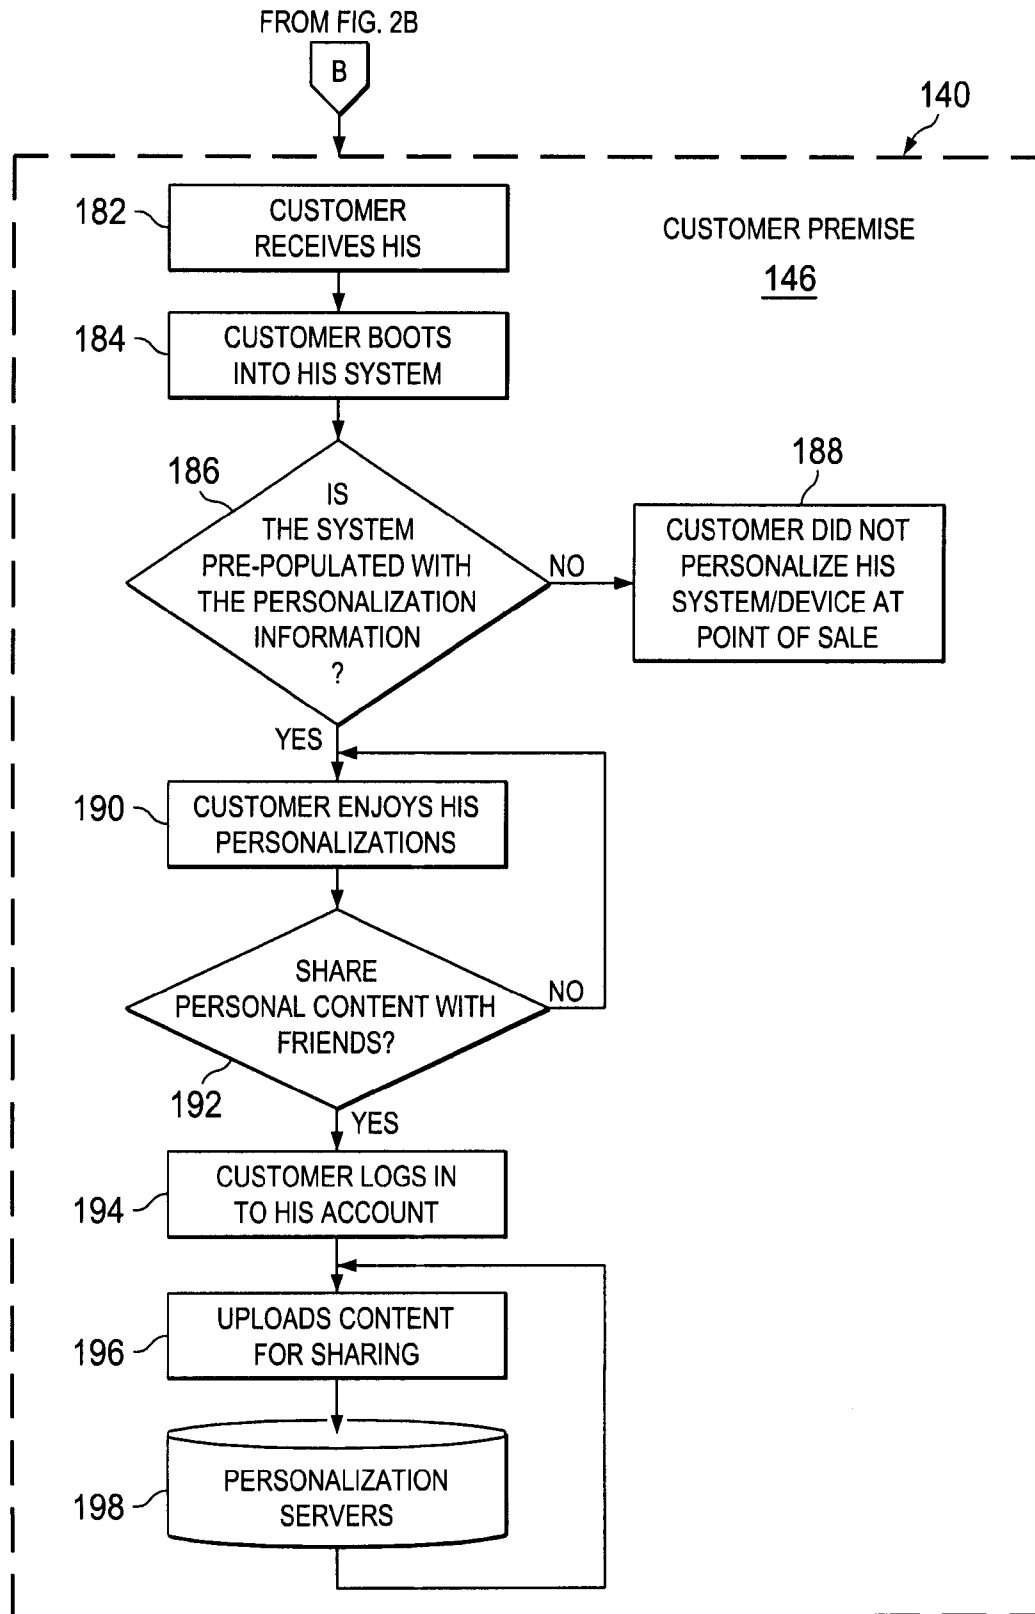 FROM FIG. 2B
B
140
182
CUSTOMER
RECEIVES HIS
CUSTOMER PREMISE
146
184
CUSTOMER BOOTS
INTO HIS SYSTEM
186
IS
THE SYSTEM
PRE-POPULATED WITH
THE PERSONALIZATION
INFORMATION
?
NO
188
CUSTOMER DID NOT
PERSONALIZE HIS
SYSTEM/DEVICE AT
POINT OF SALE
YES
190
CUSTOMER ENJOYS HIS
PERSONALIZATIONS
SHARE
PERSONAL CONTENT WITH
FRIENDS?
NO
192
YES
194
CUSTOMER LOGS IN
TO HIS ACCOUNT
196
UPLOADS CONTENT
FOR SHARING
198
PERSONALIZATION
SERVERS